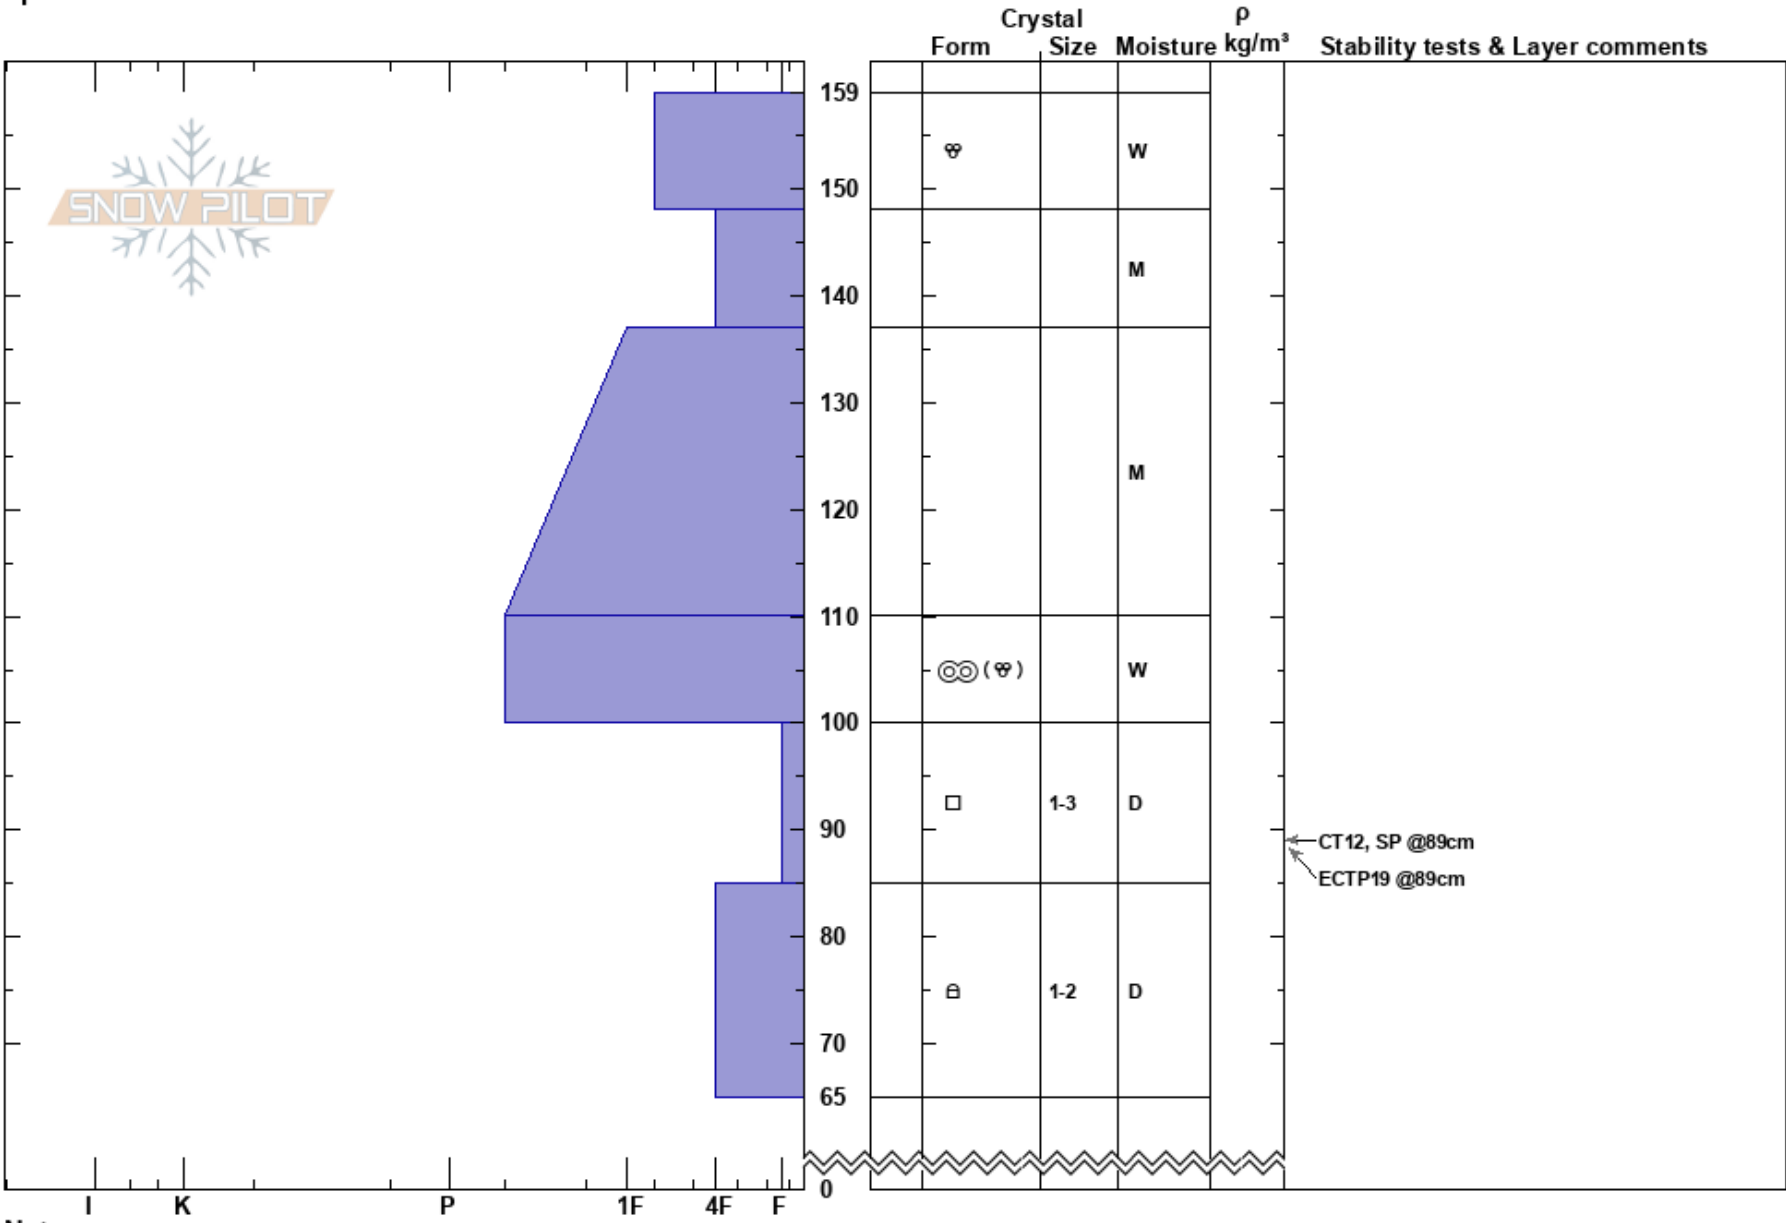 Crystal ρ
Form Size Moisture kg/m³ Stability tests & Layer comments
159
SNOW PILOT
W
150
M
140
130
M
120
110
( ) W
100
1-3 D
90
CT12, SP @89cm
ECTP19 @89cm
80
1-2 D
70
65
0
I K P 1F 4F F